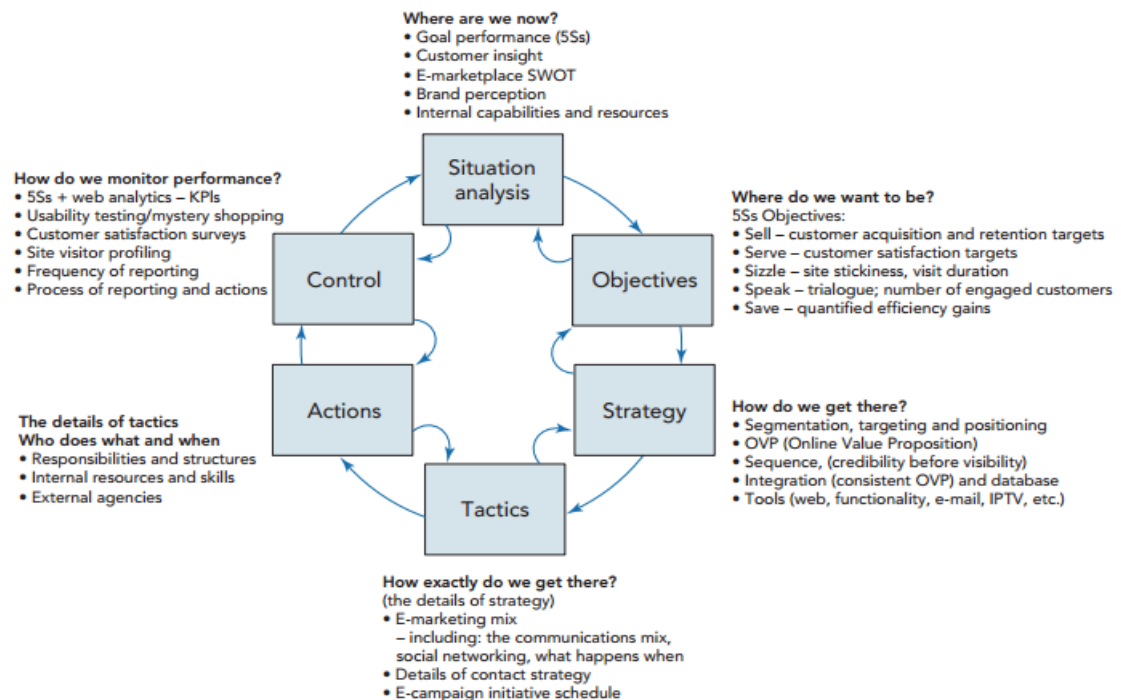 Where are we now?
• Goal performance (5Ss)
• Customer insight
• E-marketplace SWOT
• Brand perception
• Internal capabilities and resources
Situation
analysis
Where do we want to be?
5Ss Objectives:
• Sell – customer acquisition and retention targets
• Serve – customer satisfaction targets
• Sizzle – site stickiness, visit duration
• Speak – trialogue; number of engaged customers
• Save – quantified efficiency gains
Objectives
How do we get there?
• Segmentation, targeting and positioning
• OVP (Online Value Proposition)
• Sequence, (credibility before visibility)
• Integration (consistent OVP) and database
• Tools (web, functionality, e-mail, IPTV, etc.)
Strategy
Tactics
How exactly do we get there?
(the details of strategy)
• E-marketing mix
– including: the communications mix,
social networking, what happens when
• Details of contact strategy
• E-campaign initiative schedule
Actions
The details of tactics
Who does what and when
• Responsibilities and structures
• Internal resources and skills
• External agencies
Control
How do we monitor performance?
• 5Ss + web analytics – KPIs
• Usability testing/mystery shopping
• Customer satisfaction surveys
• Site visitor profiling
• Frequency of reporting
• Process of reporting and actions